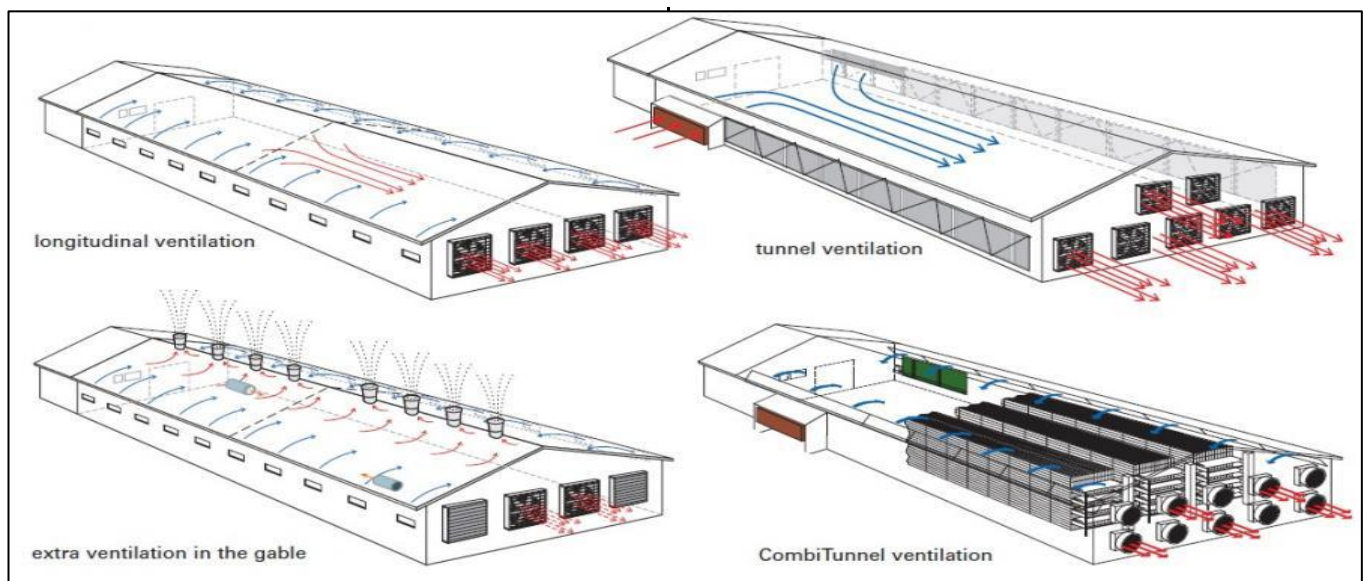 longitudinal ventilation
tunnel ventilation
extra ventilation in the gable
CombiTunnel ventilation